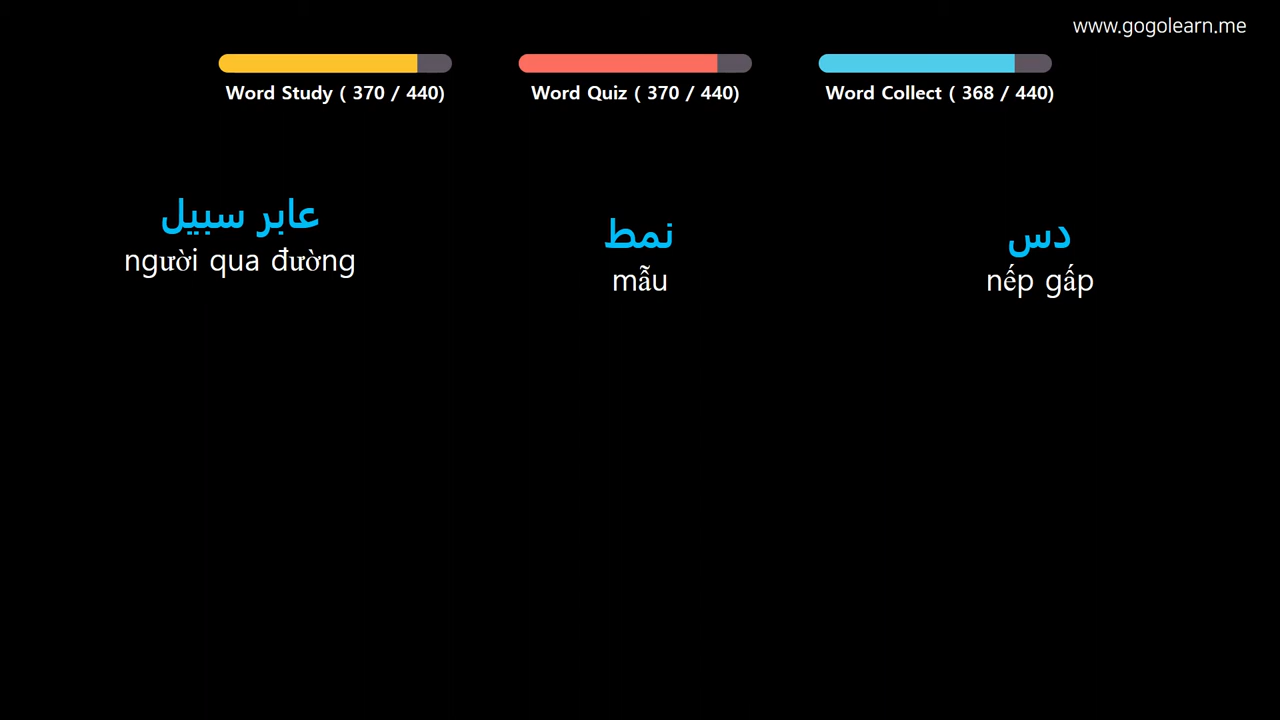 www.gogolearn.me
Word Study ( 370 / 440)
Word Quiz ( 370 / 440)
Word Collect ( 368 / 440)
عابر سبيل
người qua đường
نمط
mẫu
دس
nếp gấp